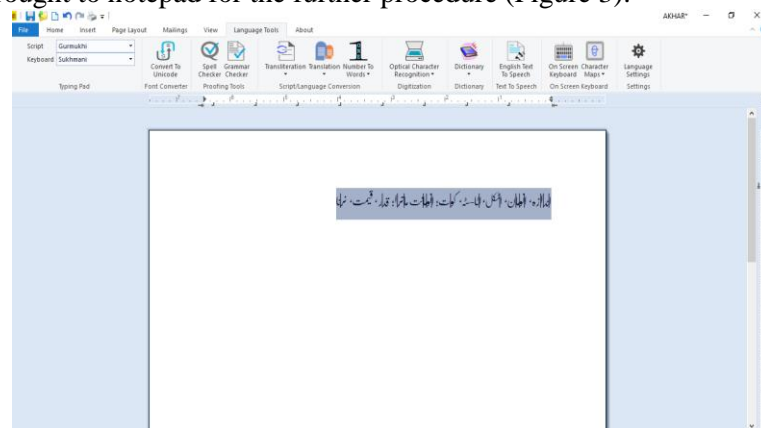 ought to notepad for the further procedure (Figure 3).
AKHAR*
File Home Insert Page Layout Mailings View Language Tools About
Script Gurmukhi
Keyboard Sukhmani
Convert To Unicode
Spell Checker
Grammar Checker
Transliteration
Translation
Number To Words
Optical Character Recognition
Dictionary
English Text To Speech
On Screen Keyboard
Character Maps
Language Settings
Typing Pad Font Converter Proofing Tools Script/Language Conversion Digitization Dictionary Text To Speech On Screen Keyboard Settings
قیمت،